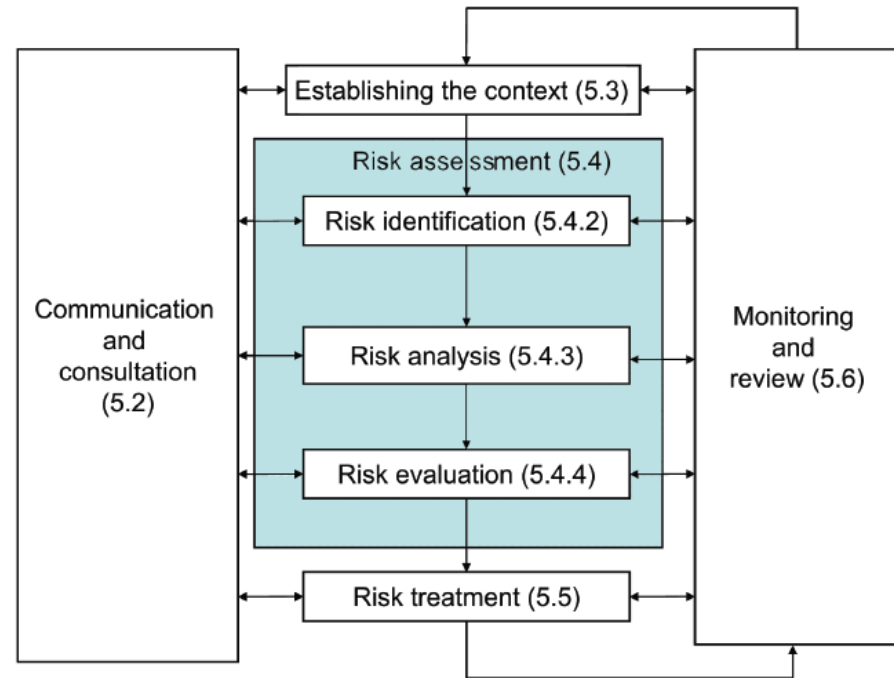 Establishing the context (5.3)
Risk assessment (5.4)
Risk identification (5.4.2)
Communication
and
consultation
(5.2)
Risk analysis (5.4.3)
Monitoring
and
review (5.6)
Risk evaluation (5.4.4)
Risk treatment (5.5)